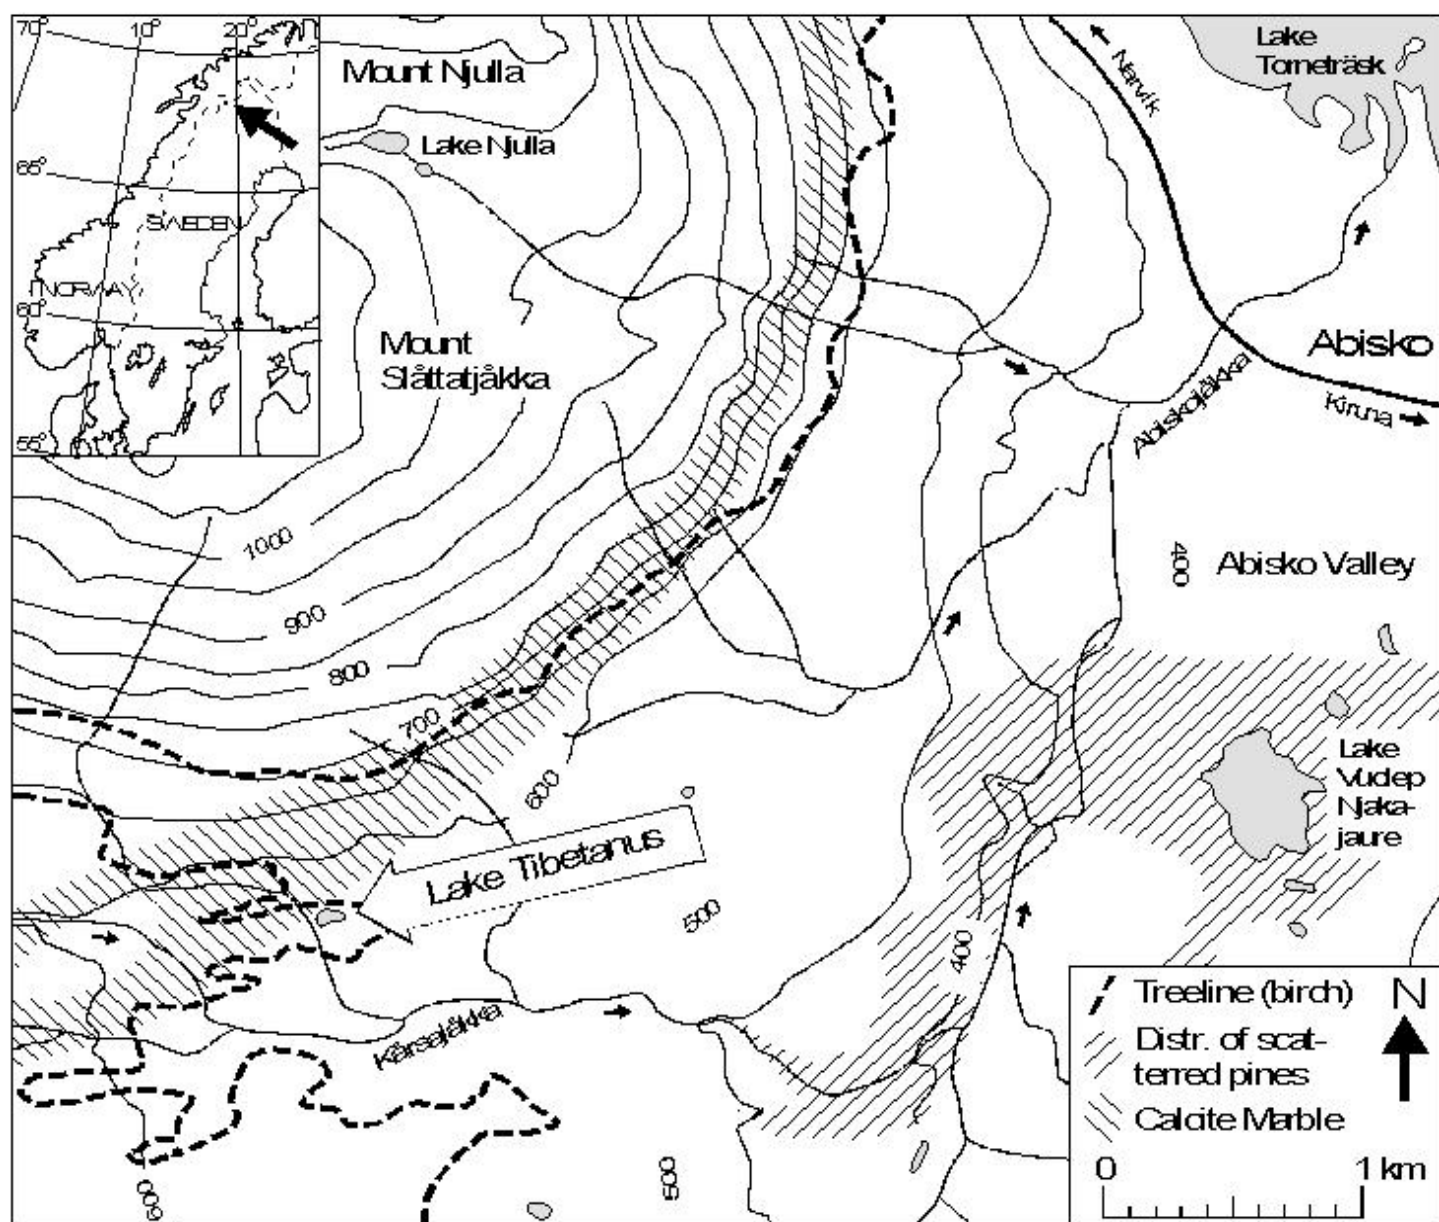 70°
10°
20°
65°
SWEDEN
NORWAY
60°
55°
Mount Njulla
Lake Njulla
Narvik
Lake
Torneträsk
Mount
Slåttatjåkka
Abisko
Abiskojåkka
Kiruna
1000
900
800
700
600
400
Abisko Valley
Lake
Vuolep
Njaka-
jaure
Lake Tibetanus
500
400
Kårsajåkka
600
500
Treeline (birch)
N
Distr. of scat-
terred pines
Calcite Marble
0
1 km